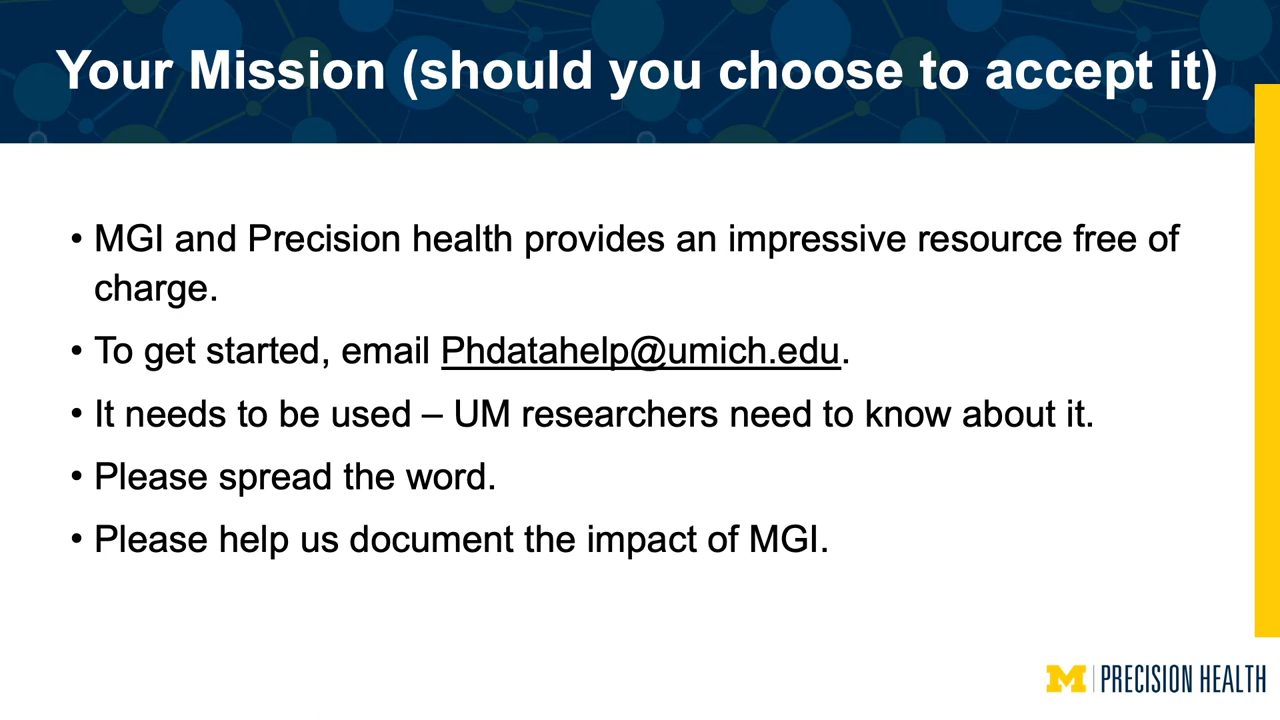 Your Mission (should you choose to accept it)
• MGI and Precision health provides an impressive resource free of
charge.
• To get started, email Phdatahelp@umich.edu.
• It needs to be used – UM researchers need to know about it.
• Please spread the word.
• Please help us document the impact of MGI.
M | PRECISION HEALTH